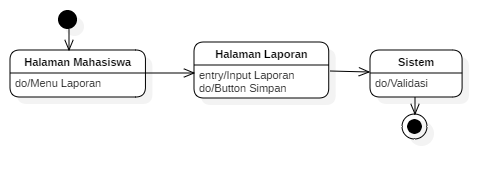 Halaman Mahasiswa
do/Menu Laporan
Halaman Laporan
entry/Input Laporan
do/Button Simpan
Sistem
do/Validasi